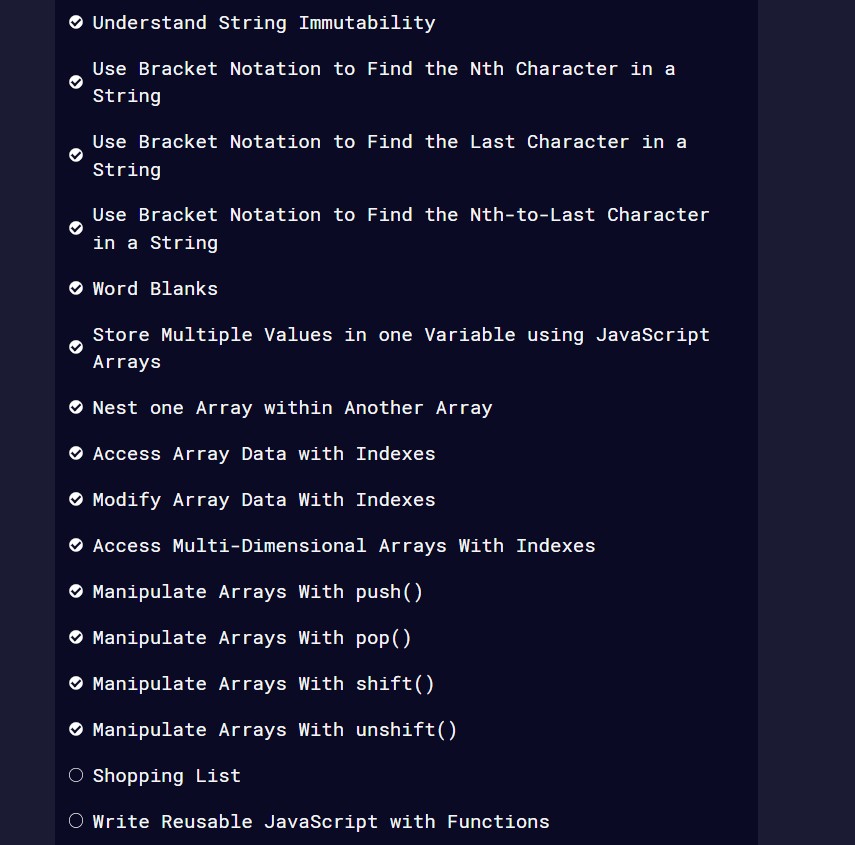 Understand String Immutability
Use Bracket Notation to Find the Nth Character in a
String
Use Bracket Notation to Find the Last Character in a
String
Use Bracket Notation to Find the Nth-to-Last Character
in a String
Word Blanks
Store Multiple Values in one Variable using JavaScript
Arrays
Nest one Array within Another Array
Access Array Data with Indexes
Modify Array Data With Indexes
Access Multi-Dimensional Arrays With Indexes
Manipulate Arrays With push()
Manipulate Arrays With pop()
Manipulate Arrays With shift()
Manipulate Arrays With unshift()
Shopping List
Write Reusable JavaScript with Functions